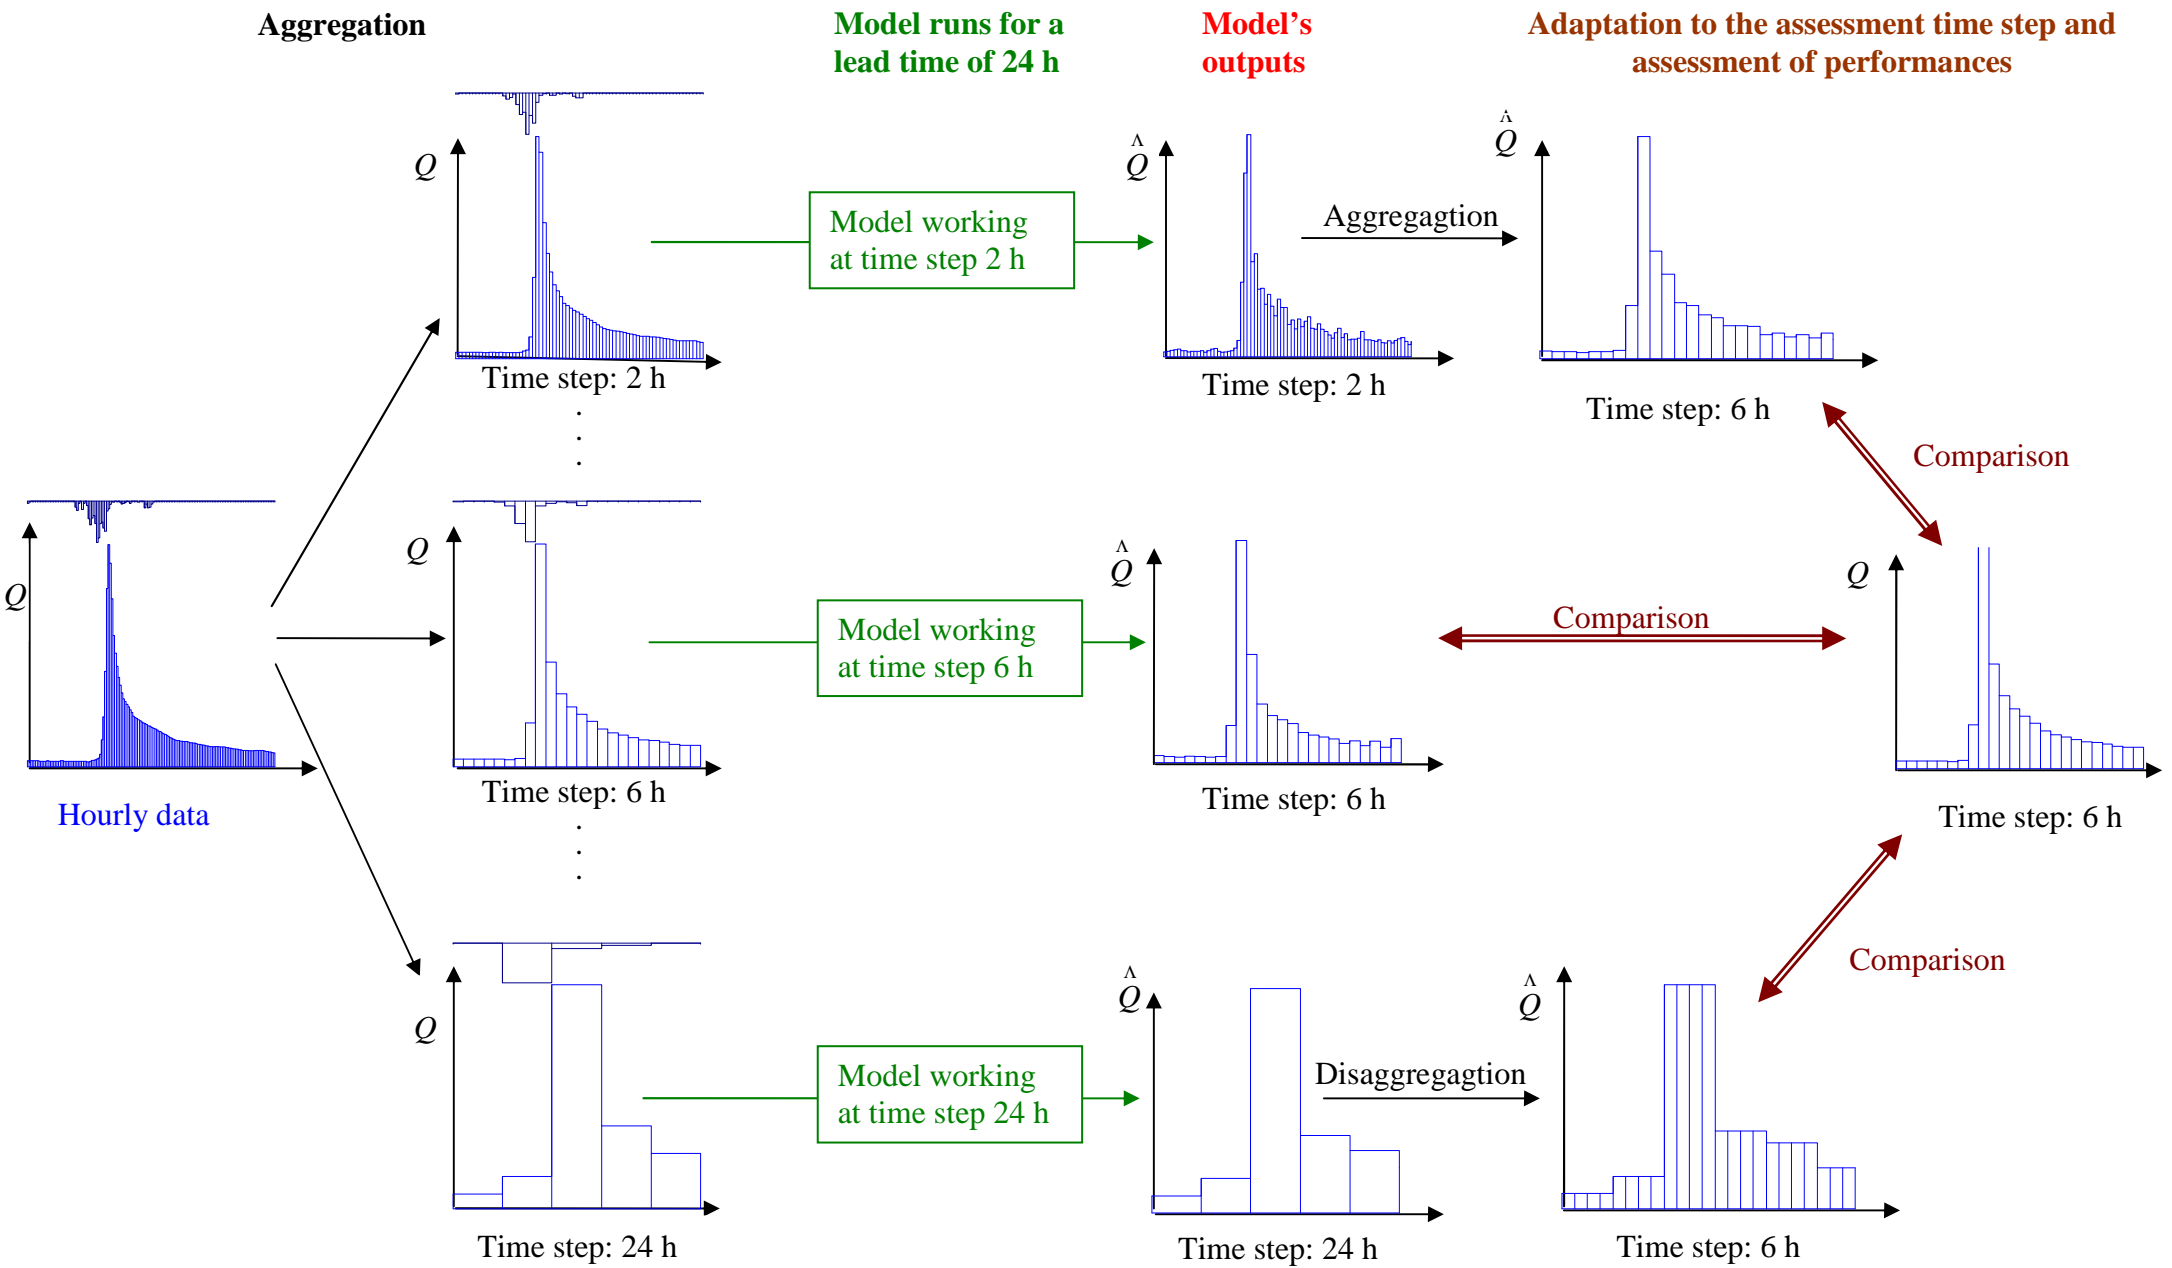 Aggregation
Model runs for a
lead time of 24 h
Model's
outputs
Adaptation to the assessment time step and
assessment of performances
Q
Time step: 2 h
Model working
at time step 2 h
Q̂
Time step: 2 h
Aggregagtion
Q̂
Time step: 6 h
Comparison
Q
Hourly data
Q
Time step: 6 h
Model working
at time step 6 h
Q̂
Time step: 6 h
Comparison
Q
Time step: 6 h
Q
Time step: 24 h
Model working
at time step 24 h
Q̂
Time step: 24 h
Disaggregagtion
Q̂
Time step: 6 h
Comparison